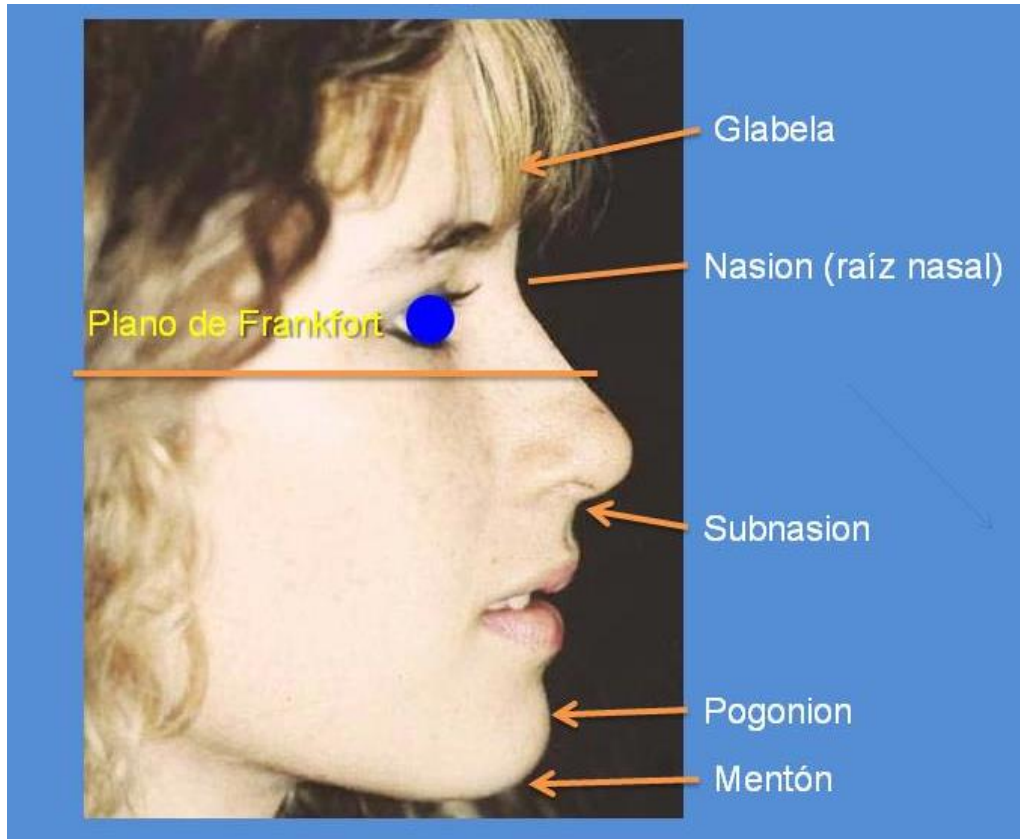 Glabela
Nasion (raíz nasal)
Plano de Frankfort
Subnasion
Pogonion
Mentón